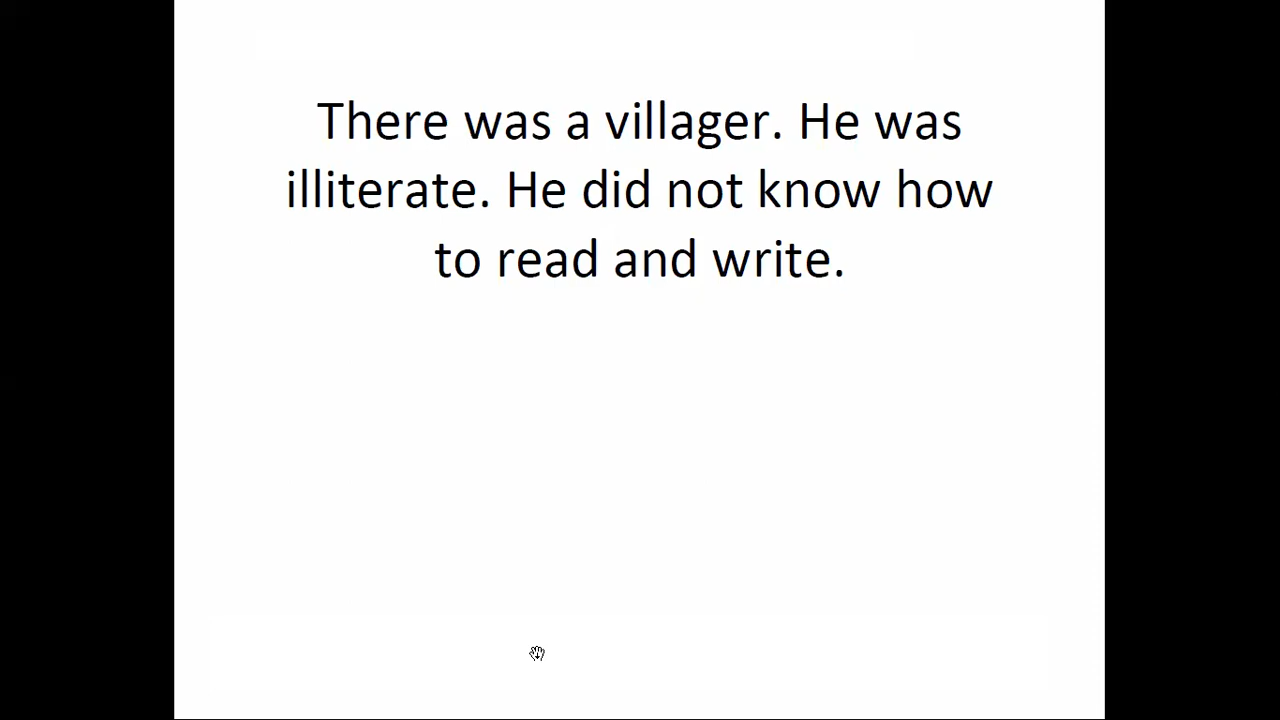 There was a villager. He was
illiterate. He did not know how
to read and write.